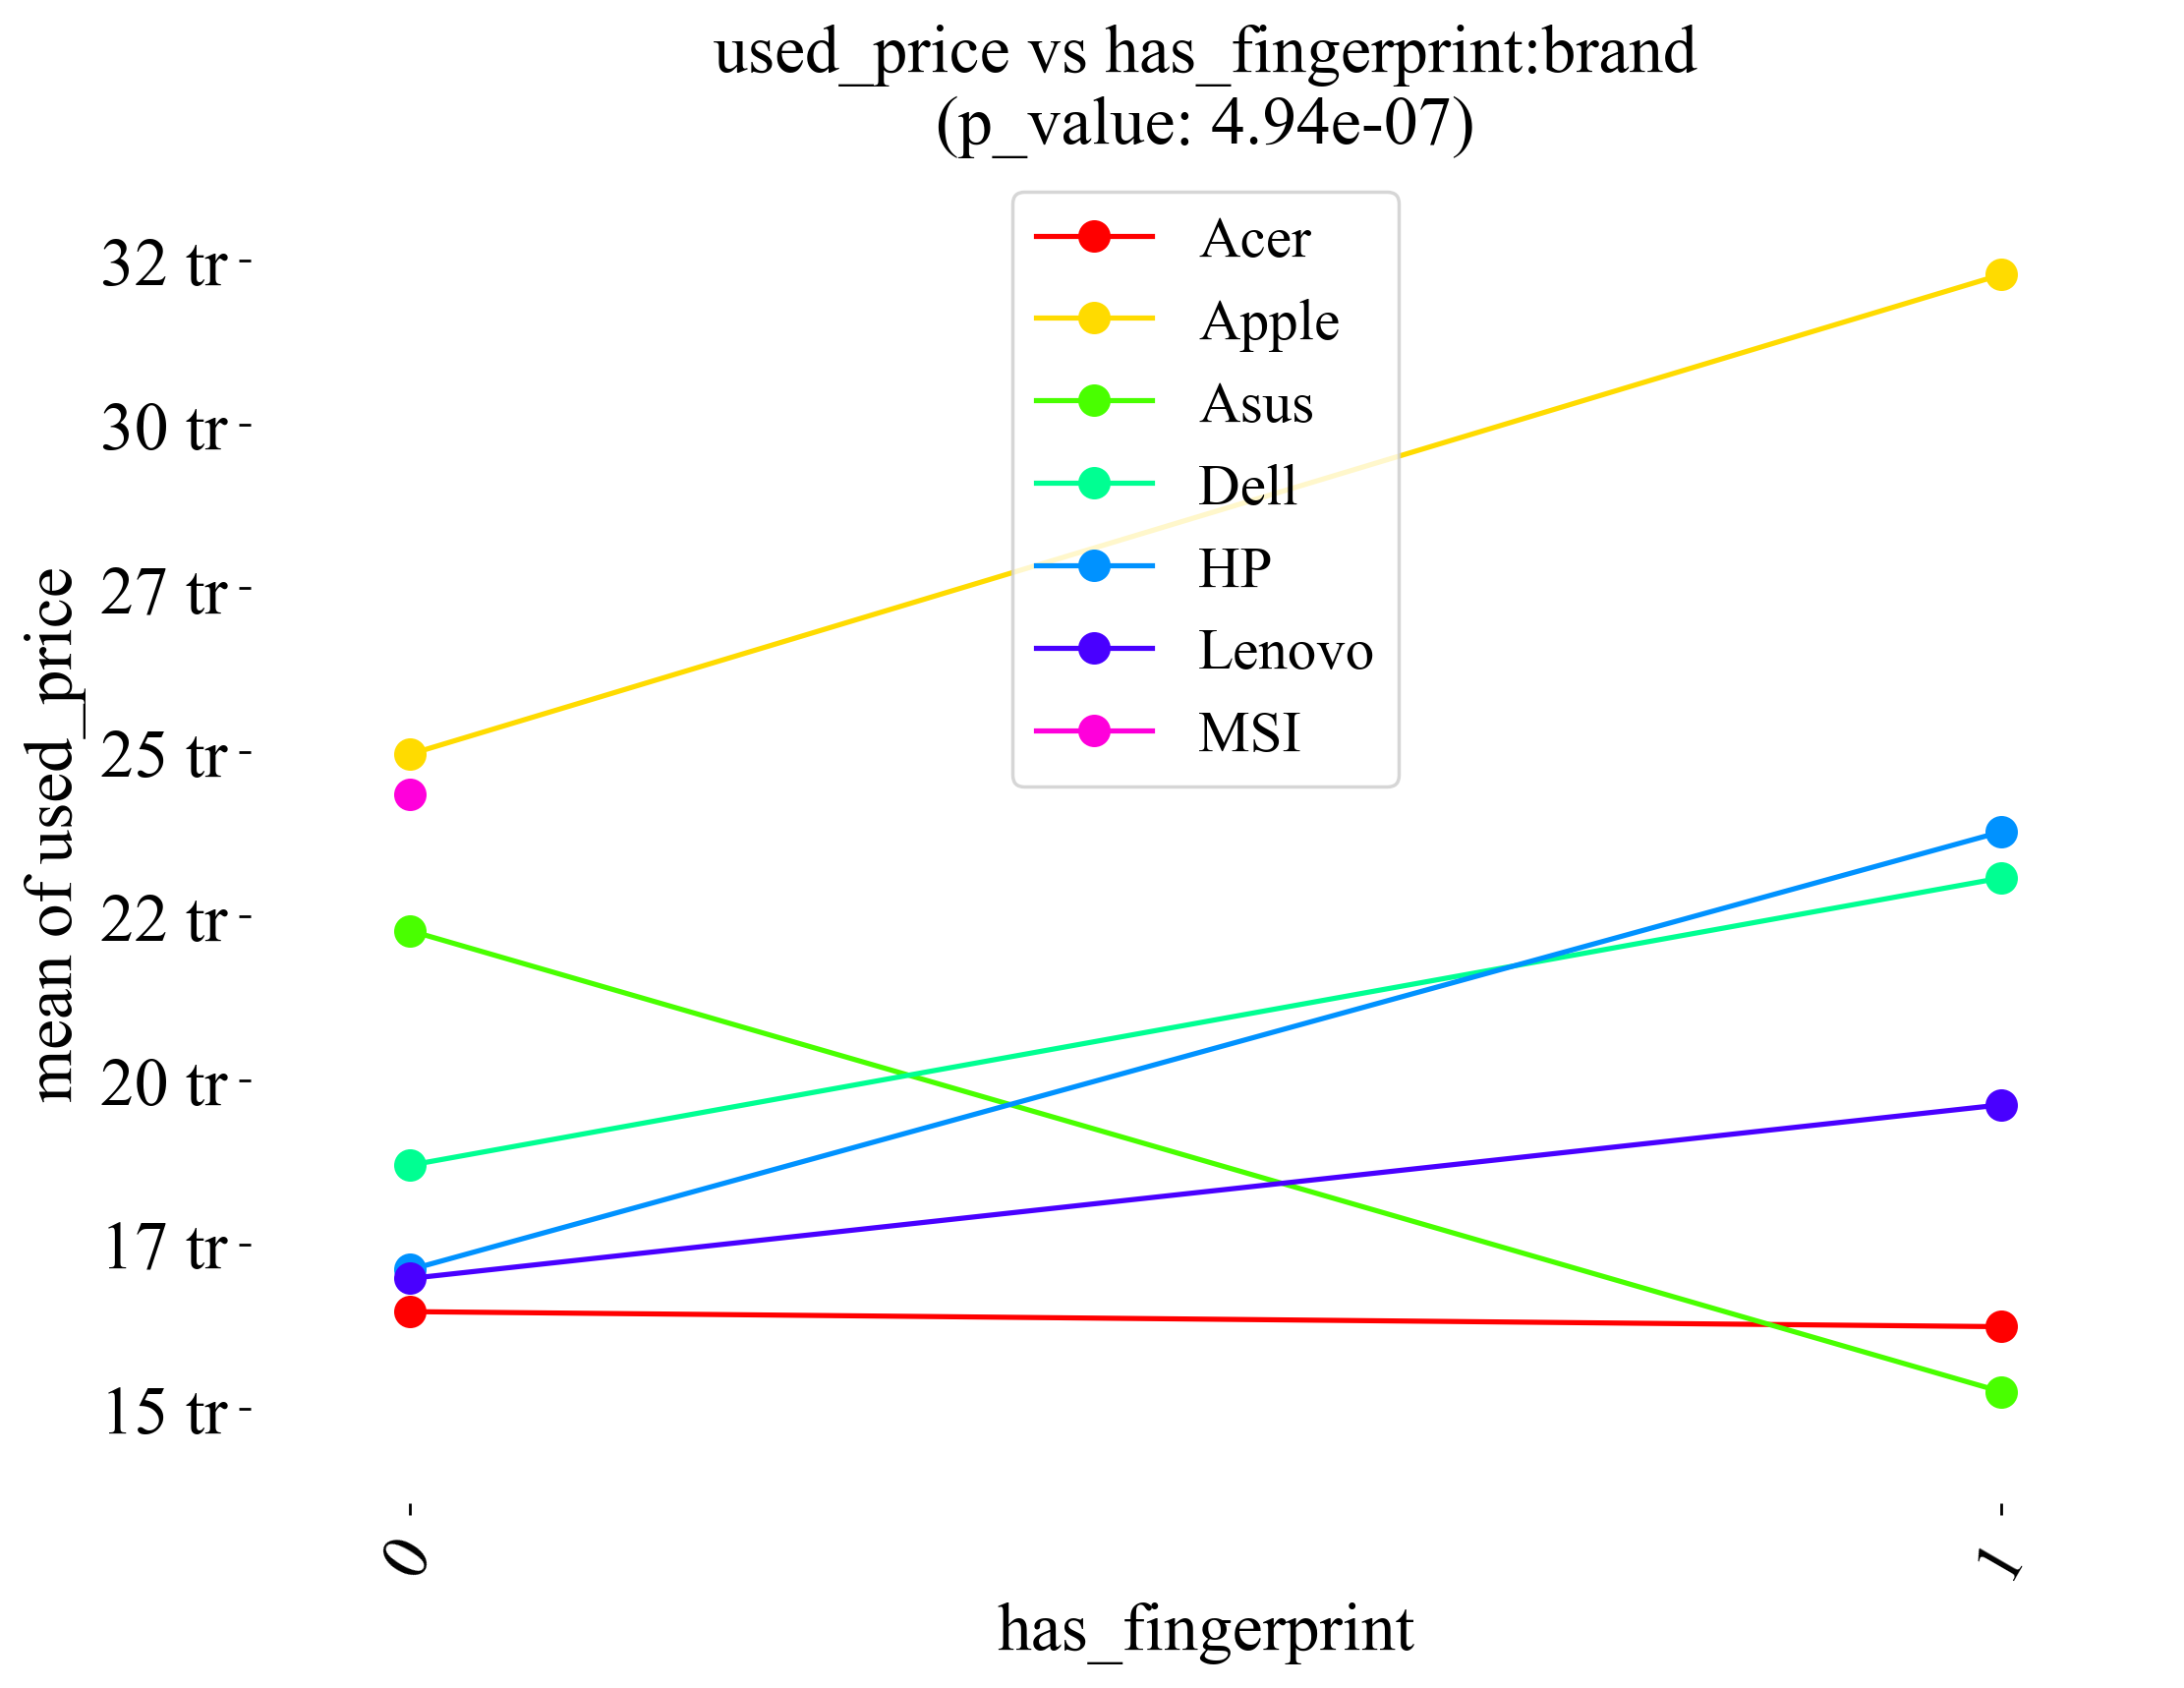 used_price vs has_fingerprint:brand
(p_value: 4.94e-07)
Acer
Apple
Asus
Dell
HP
Lenovo
MSI
mean of used_price
32 tr
30 tr
27 tr
25 tr
22 tr
20 tr
17 tr
15 tr
0
1
has_fingerprint